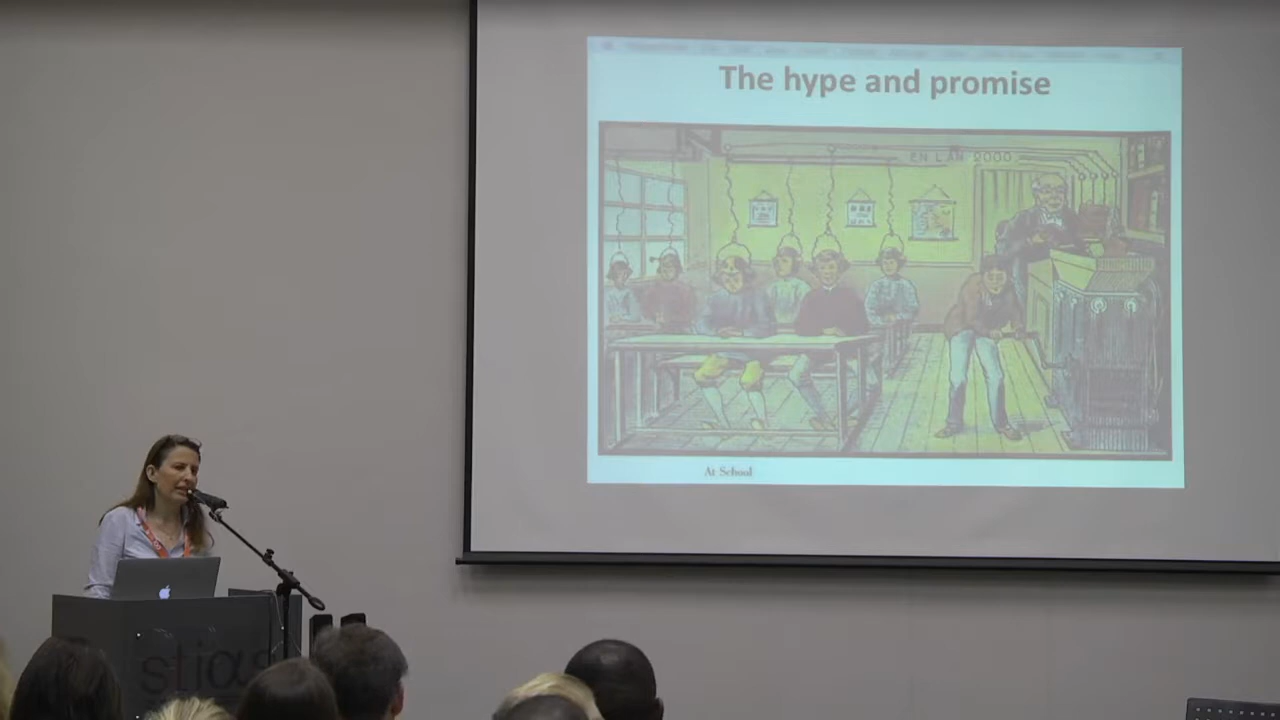 The hype and promise
EN L'AN 2000
At School
stias